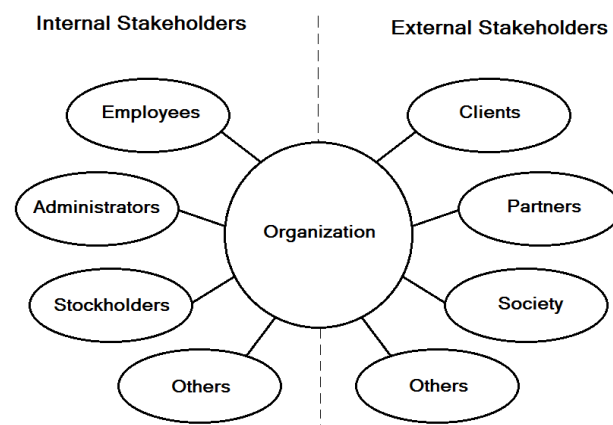 Internal Stakeholders
External Stakeholders
Employees
Clients
Administrators
Partners
Organization
Stockholders
Society
Others
Others